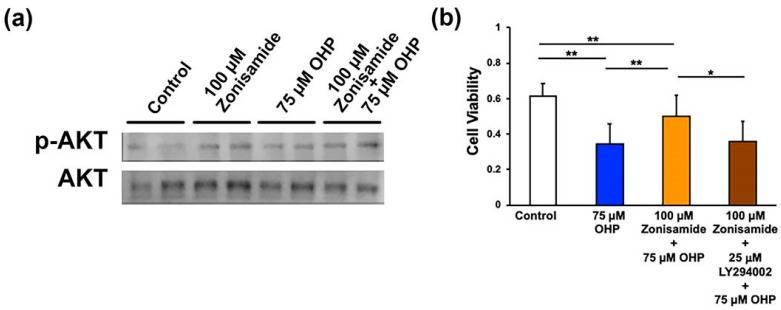 (a)
Control
100 µM
Zonisamide
75 µM OHP
100 µM
Zonisamide
+
75 µM OHP
p-AKT
AKT
(b)
Cell Viability
1
0.8
0.6
0.4
0.2
0
**
**
**
*
Control
75 µM
OHP
100 µM
Zonisamide
+
75 µM OHP
100 µM
Zonisamide
+
25 µM
LY294002
+
75 µM OHP